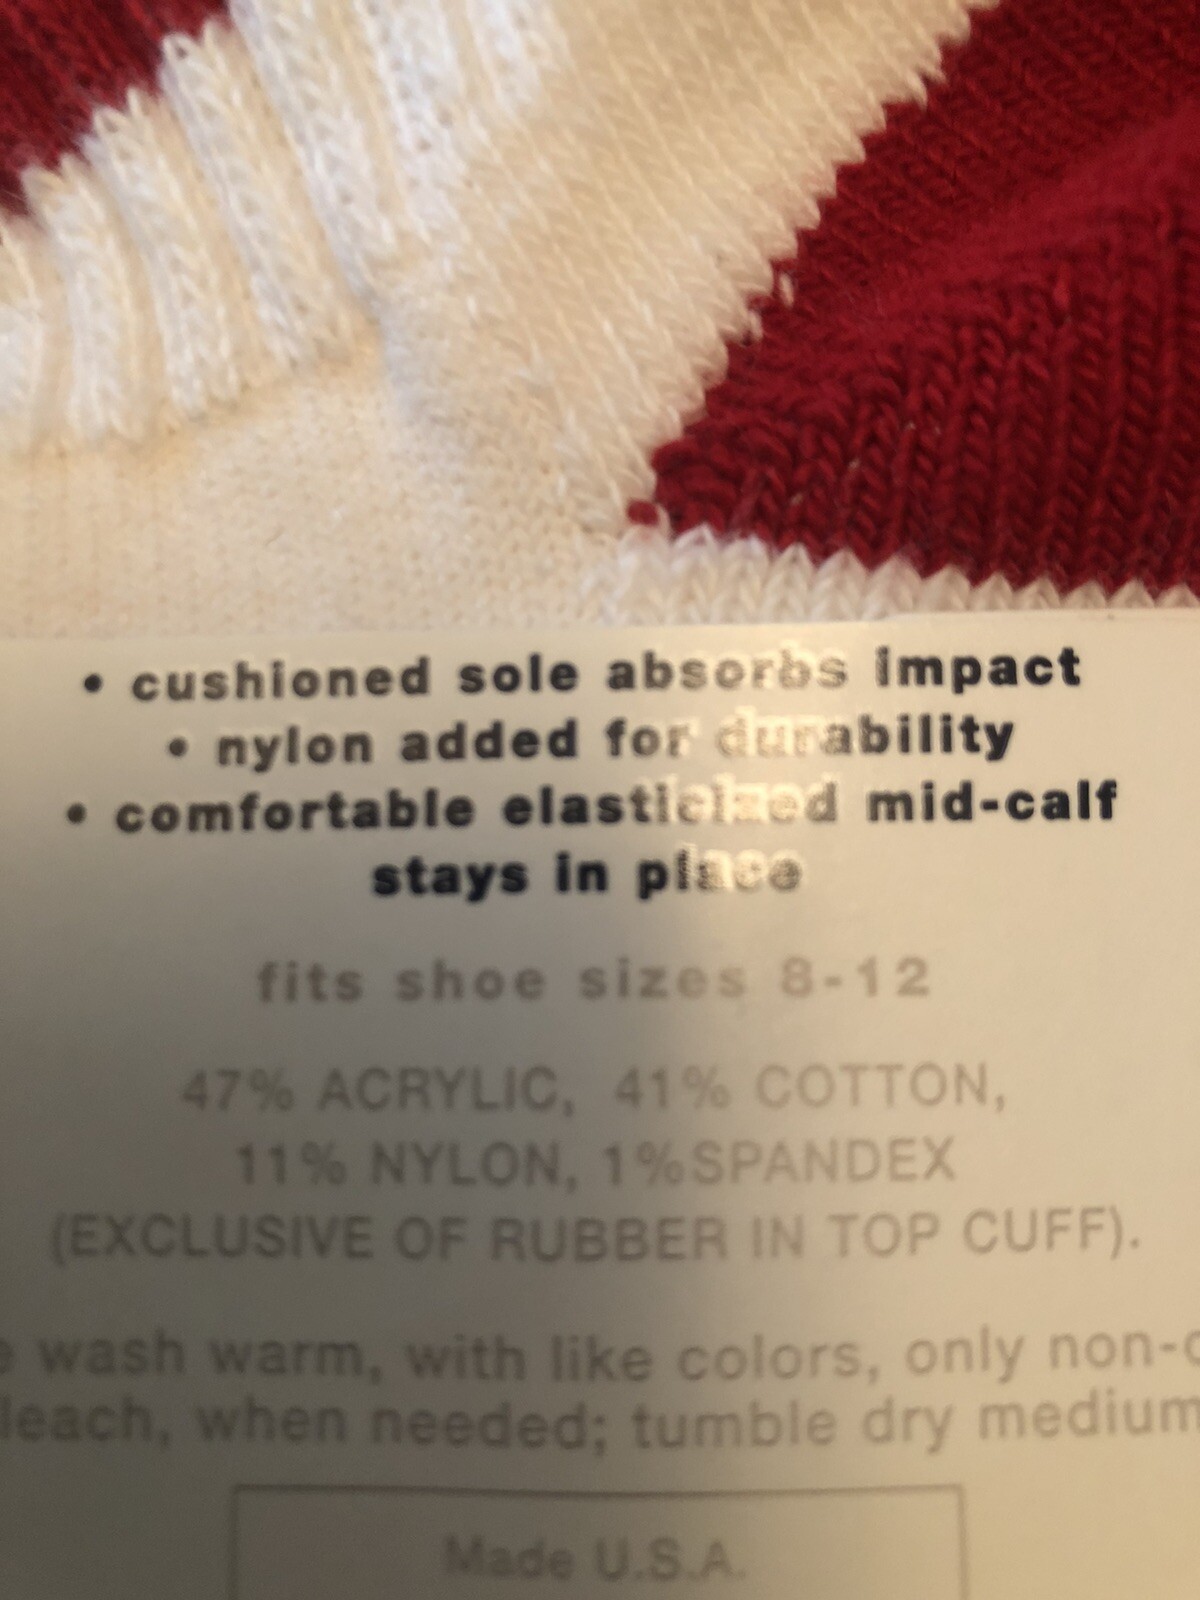 • cushioned sole absorbs impact
• nylon added for durability
• comfortable elasticized mid-calf
stays in place
fits shoe sizes 8-12
47% ACRYLIC, 41% COTTON,
11% NYLON, 1%SPANDEX
(EXCLUSIVE OF RUBBER IN TOP CUFF).
wash warm, with like colors, only non-
leach, when needed; tumble dry medium
Made U.S.A.